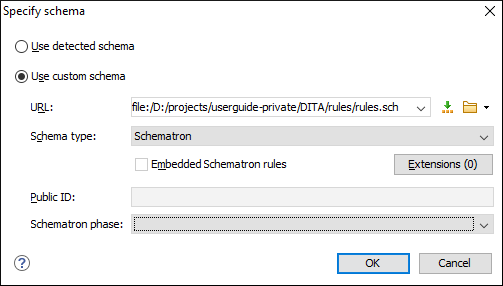 Specify schema
Use detected schema
Use custom schema
URL: file:/D:/projects/userguide-private/DITA/rules/rules.sch
Schema type: Schematron
Embedded Schematron rules Extensions (0)
Public ID:
Schematron phase:
? OK Cancel